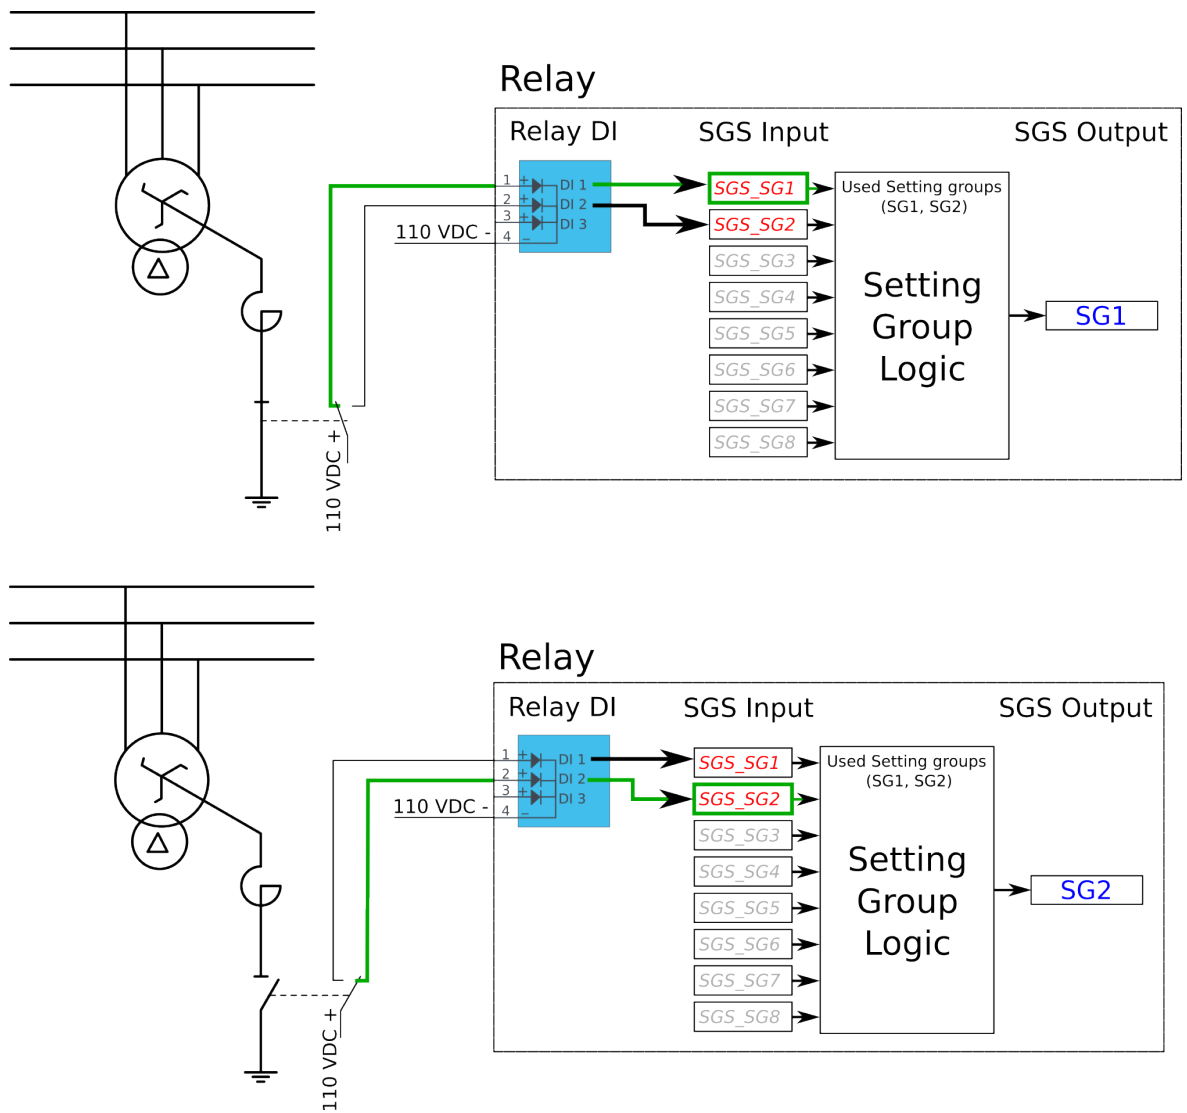 Relay
Relay DI
SGS Input
SGS Output
1
+
DI 1
2
+
DI 2
3
+
DI 3
4
−
110 VDC -
110 VDC +
SGS_SG1
SGS_SG2
SGS_SG3
SGS_SG4
SGS_SG5
SGS_SG6
SGS_SG7
SGS_SG8
Used Setting groups
(SG1, SG2)
Setting
Group
Logic
SG1
Relay
Relay DI
SGS Input
SGS Output
1
+
DI 1
2
+
DI 2
3
+
DI 3
4
−
110 VDC -
110 VDC +
SGS_SG1
SGS_SG2
SGS_SG3
SGS_SG4
SGS_SG5
SGS_SG6
SGS_SG7
SGS_SG8
Used Setting groups
(SG1, SG2)
Setting
Group
Logic
SG2